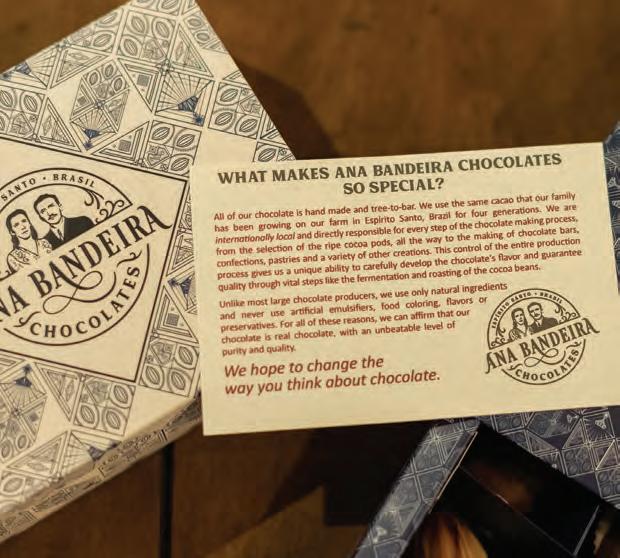 SANTO • BRASIL
NA BANDEIRA
CHOCOLATES
WHAT MAKES ANA BANDEIRA CHOCOLATES
SO SPECIAL?
All of our chocolate is hand made and tree-to-bar. We use the same cacao that our family
has been growing on our farm in Espirito Santo, Brazil for four generations. We are
internationally local and directly responsible for every step of the chocolate making process,
from the selection of the ripe cocoa pods, all the way to the making of chocolate bars,
confections, pastries and a variety of other creations. This control of the entire production
process gives us a unique ability to carefully develop the chocolate's flavor and guarantee
quality through vital steps like the fermentation and roasting of the cocoa beans.
Unlike most large chocolate producers, we use only natural ingredients
and never use artificial emulsifiers, food coloring, flavors or
preservatives. For all of these reasons, we can affirm that our
chocolate is real chocolate, with an unbeatable level of
purity and quality.
We hope to change the
way you think about chocolate.
ESPIRITO SANTO • BRASIL
ANA BANDEIRA
CHOCOLATES